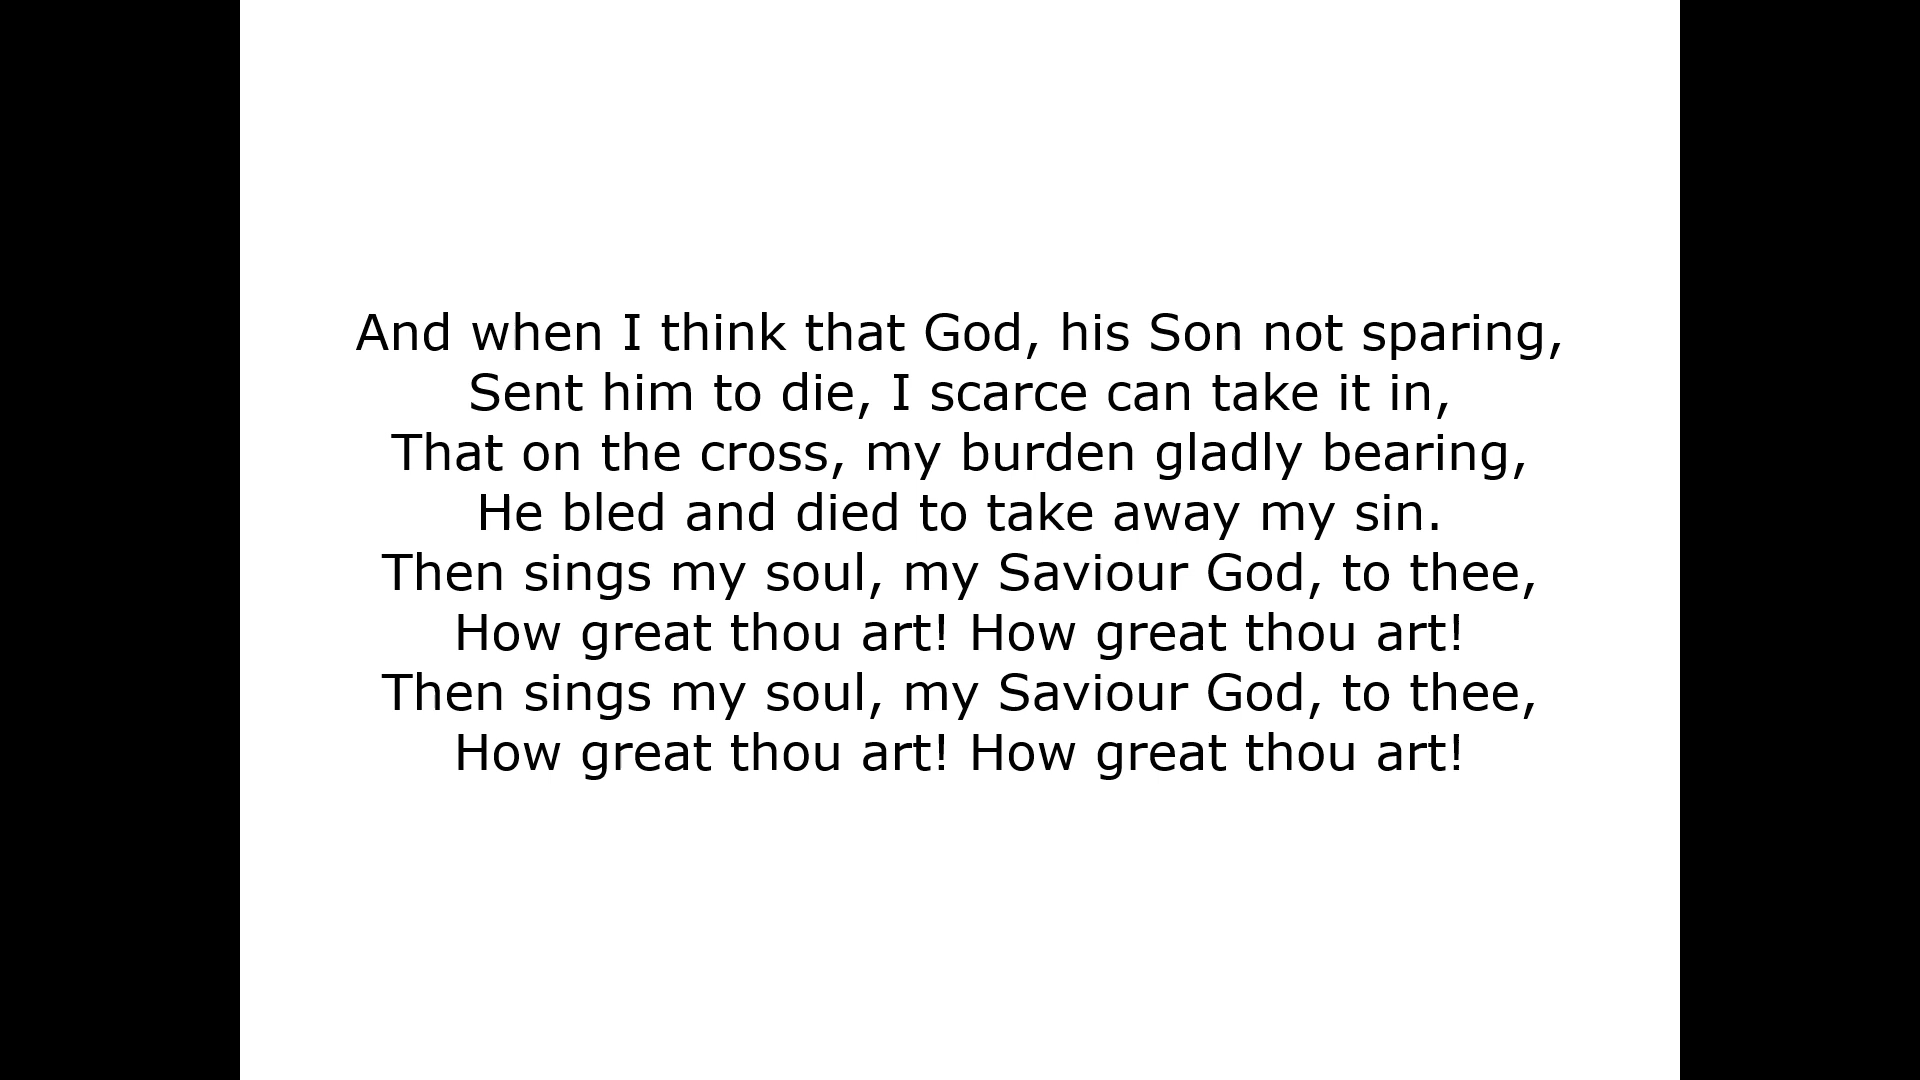 And when I think that God, his Son not sparing,
Sent him to die, I scarce can take it in,
That on the cross, my burden gladly bearing,
He bled and died to take away my sin.
Then sings my soul, my Saviour God, to thee,
How great thou art! How great thou art!
Then sings my soul, my Saviour God, to thee,
How great thou art! How great thou art!